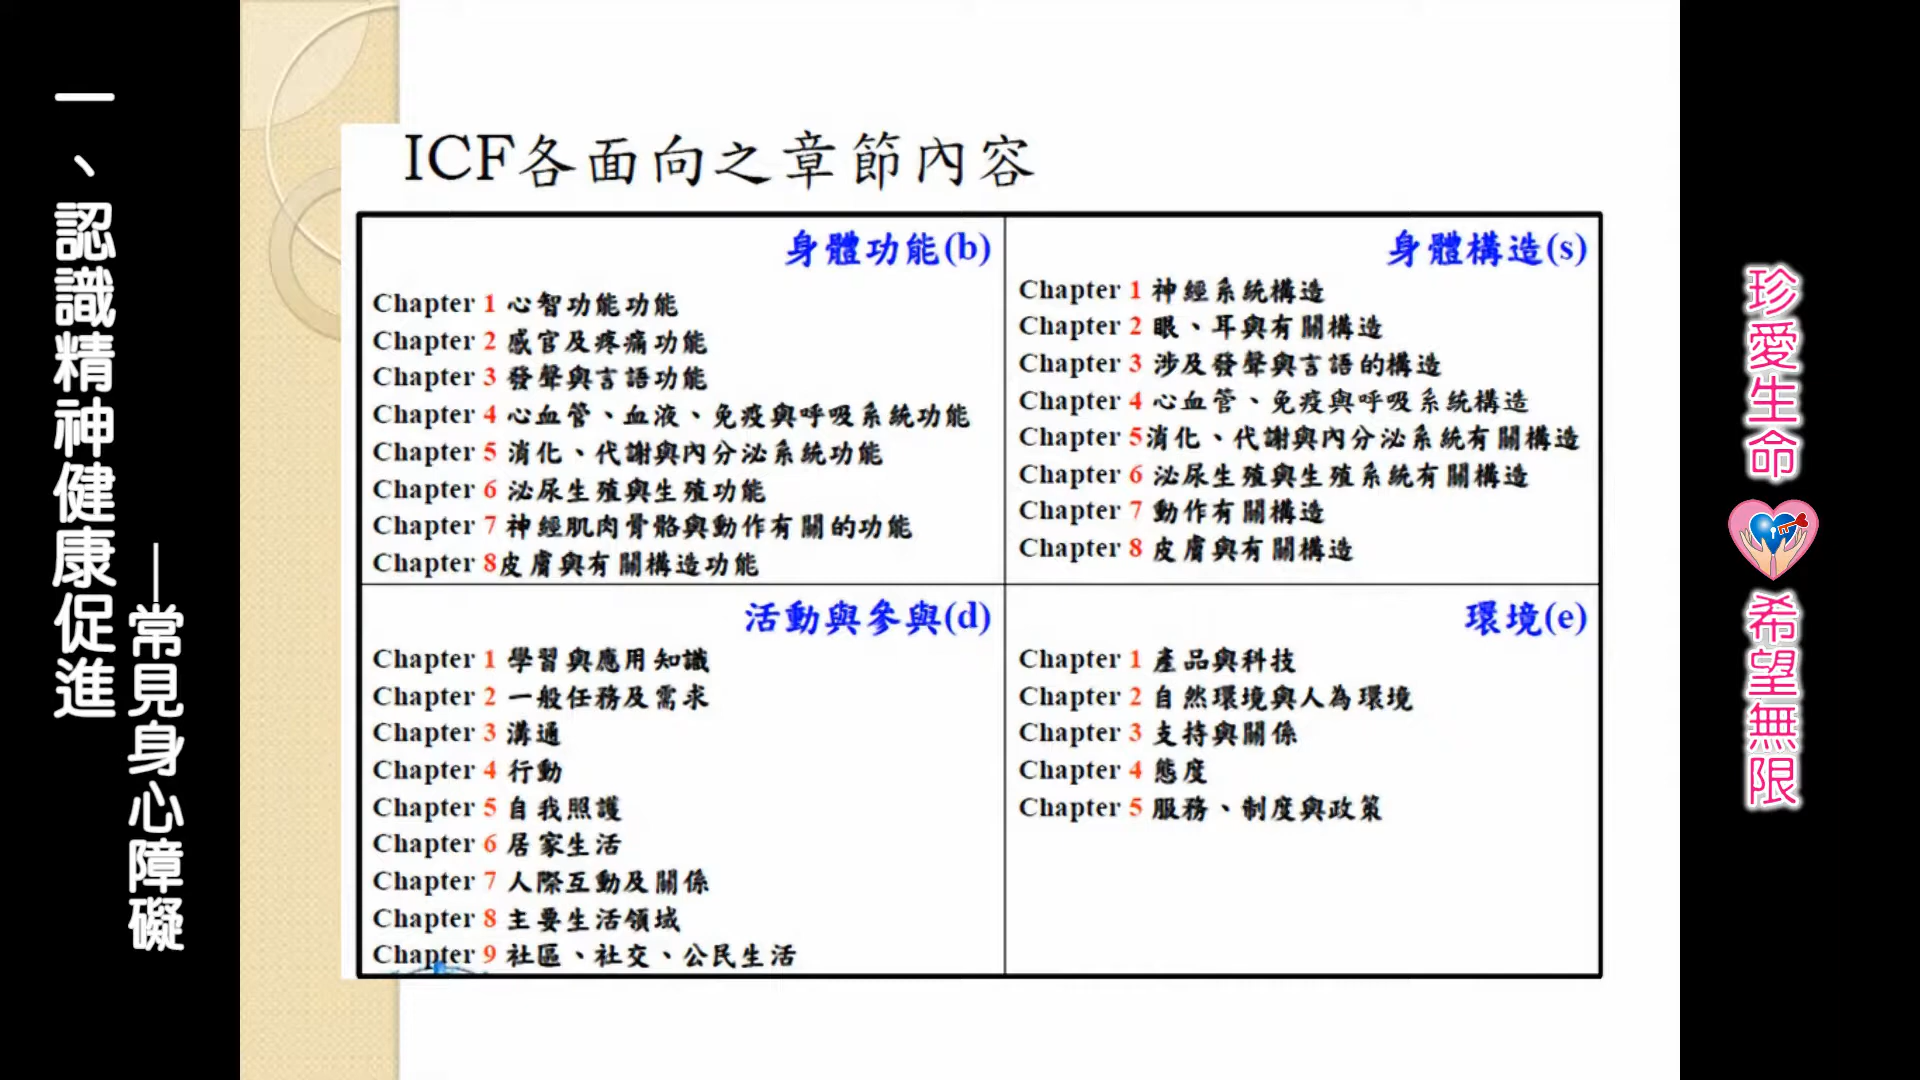 一、認識精神健康促進
—常見身心障礙
ICF各面向之章節內容
身體功能(b)
Chapter 1 心智功能功能
Chapter 2 感官及疼痛功能
Chapter 3 發聲與言語功能
Chapter 4 心血管、血液、免疫與呼吸系統功能
Chapter 5 消化、代謝與內分泌系統功能
Chapter 6 泌尿生殖與生殖功能
Chapter 7 神經肌肉骨骼與動作有關的功能
Chapter 8皮膚與有關構造功能
身體構造(s)
Chapter 1 神經系統構造
Chapter 2 眼、耳與有關構造
Chapter 3 涉及發聲與言語的構造
Chapter 4 心血管、免疫與呼吸系統構造
Chapter 5消化、代謝與內分泌系統有關構造
Chapter 6 泌尿生殖與生殖系統有關構造
Chapter 7 動作有關構造
Chapter 8 皮膚與有關構造
活動與參與(d)
Chapter 1 學習與應用知識
Chapter 2 一般任務及需求
Chapter 3 溝通
Chapter 4 行動
Chapter 5 自我照護
Chapter 6 居家生活
Chapter 7 人際互動及關係
Chapter 8 主要生活領域
Chapter 9 社區、社交、公民生活
環境(e)
Chapter 1 產品與科技
Chapter 2 自然環境與人為環境
Chapter 3 支持與關係
Chapter 4 態度
Chapter 5 服務、制度與政策
珍愛生命
希望無限